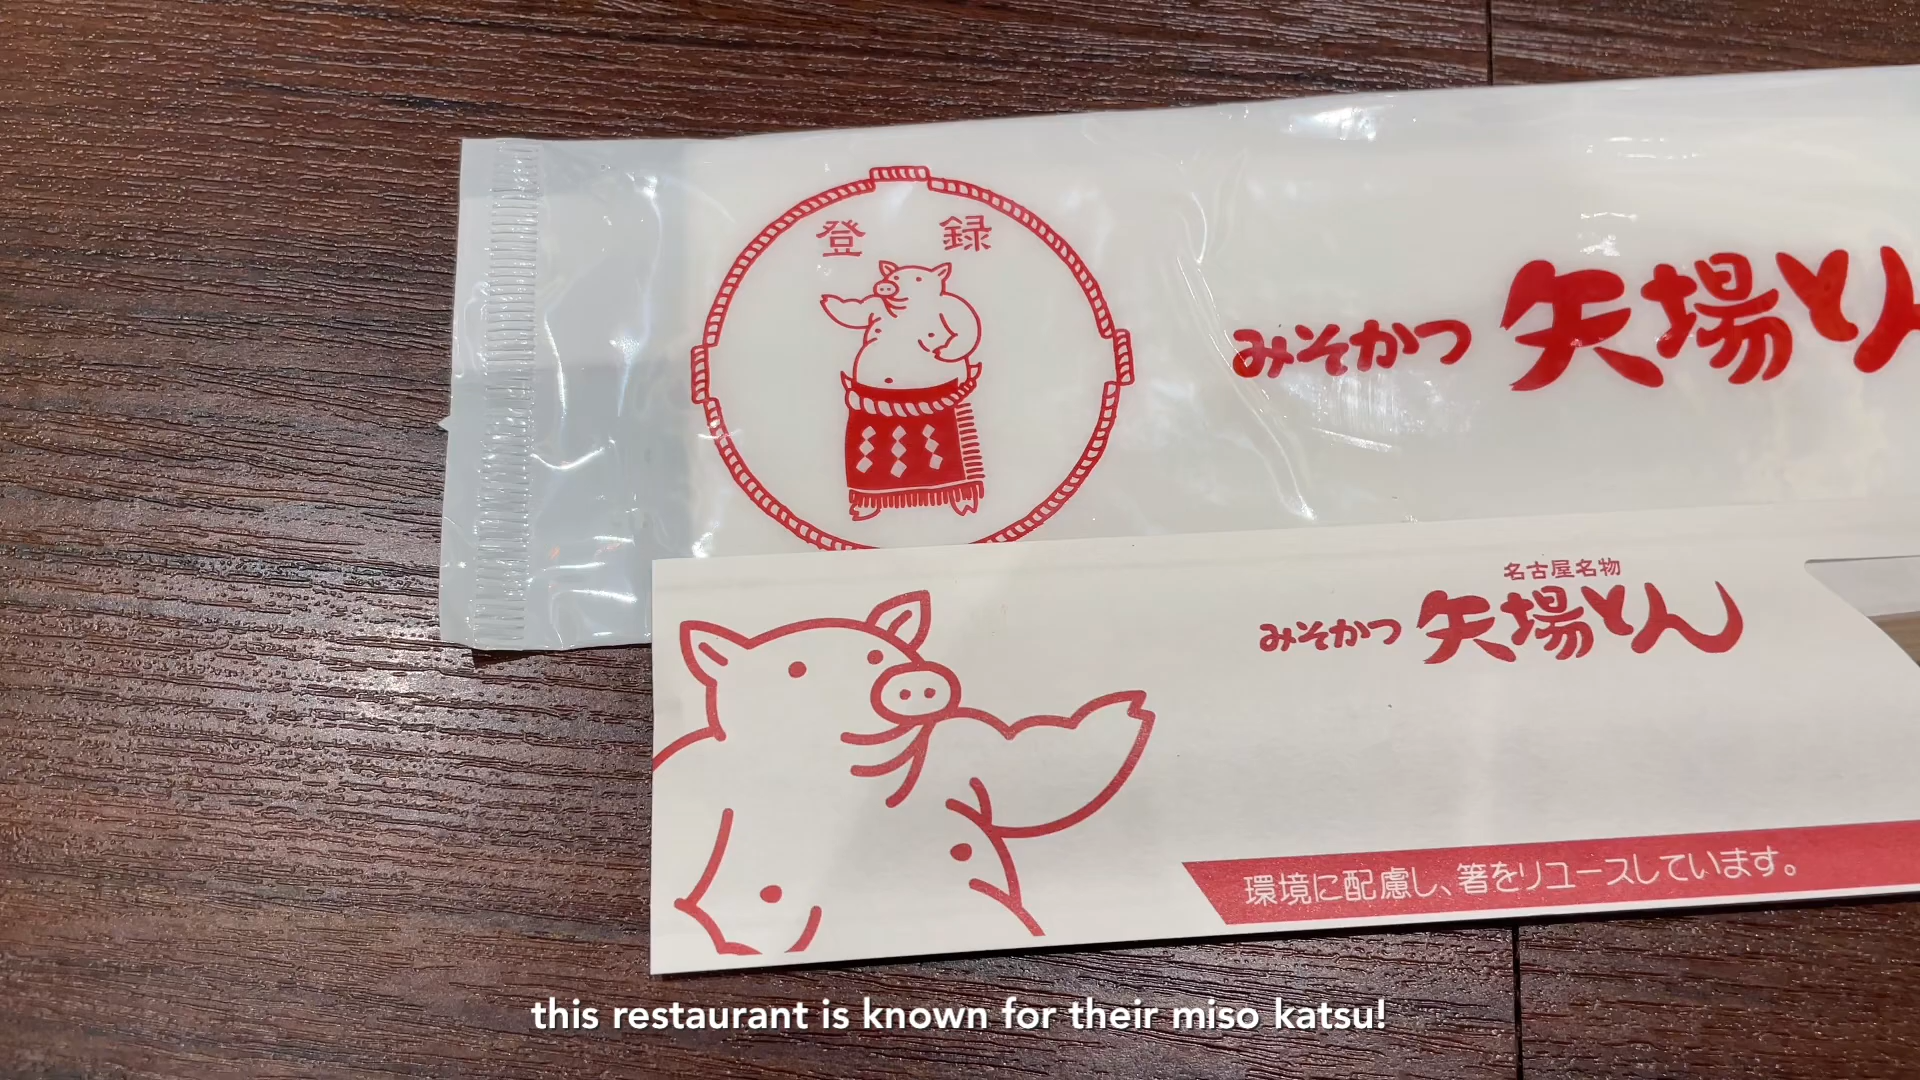 登 録
みそかつ 矢場とん
名古屋名物
みそかつ 矢場とん
環境に配慮し、箸をリユースしています。
this restaurant is known for their miso katsu!